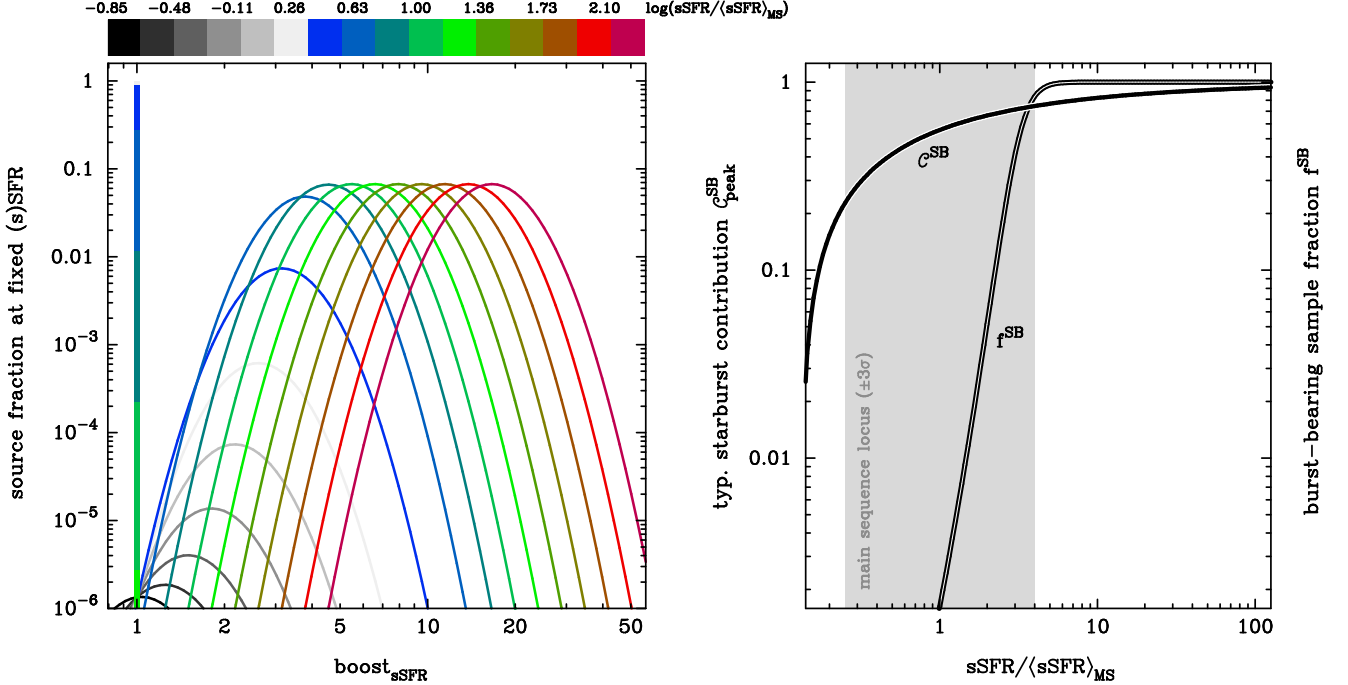 −0.85 −0.48 −0.11 0.26 0.63 1.00 1.36 1.73 2.10 log(sSFR/⟨sSFR⟩MS)
source fraction at fixed (s)SFR
1
0.1
0.01
10−3
10−4
10−5
10−6
1 2 5 10 20 50
boostsSFR
typ. starburst contribution 𝒞SBpeak
1
0.1
0.01
𝒞SB
fSB
main sequence locus (±3σ)
1 10 100
sSFR/⟨sSFR⟩MS
burst−bearing sample fraction fSB